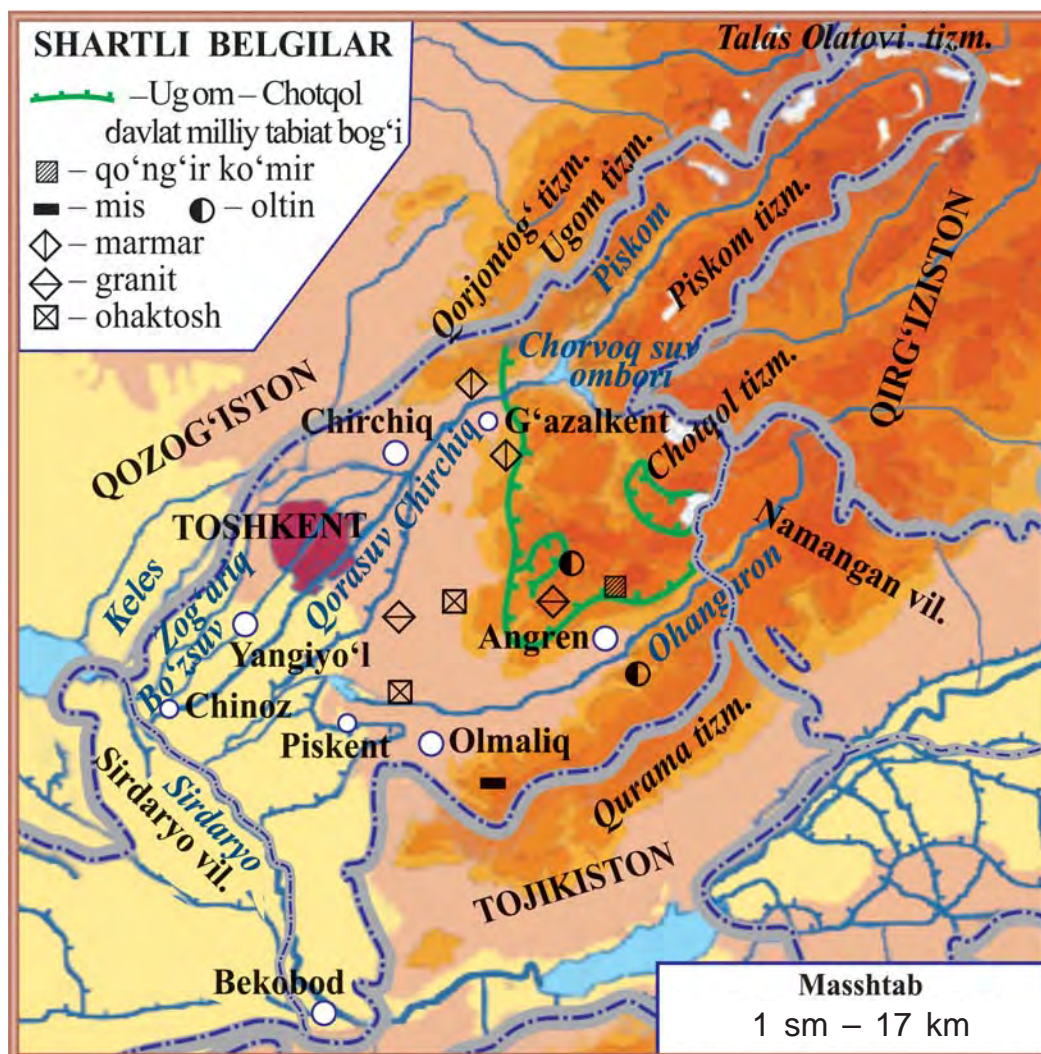 SHARTLI BELGILAR
–Ugom – Chotqol
davlat milliy tabiat bog‘i
– qo‘ng‘ir ko‘mir
– mis – oltin
– marmar
– granit
– ohaktosh
Talas Olatovi tizm.
Qorjontog‘ tizm.
Ugom tizm.
Piskom
Piskom tizm.
QIRG‘IZISTON
Chorvoq suv
ombori
Chotqol tizm.
QOZOG‘ISTON
Chirchiq
G‘azalkent
Chirchiq
TOSHKENT
Namangan vil.
Keles
Zog‘ariq
Bo‘zsuv
Qorasuv
Yangiyo‘l
Angren
Ohanguron
Chinoz
Piskent
Olmaliq
Qurama tizm.
Sirdaryo
Sirdaryo vil.
TOJIKISTON
Bekobod
Masshtab
1 sm – 17 km